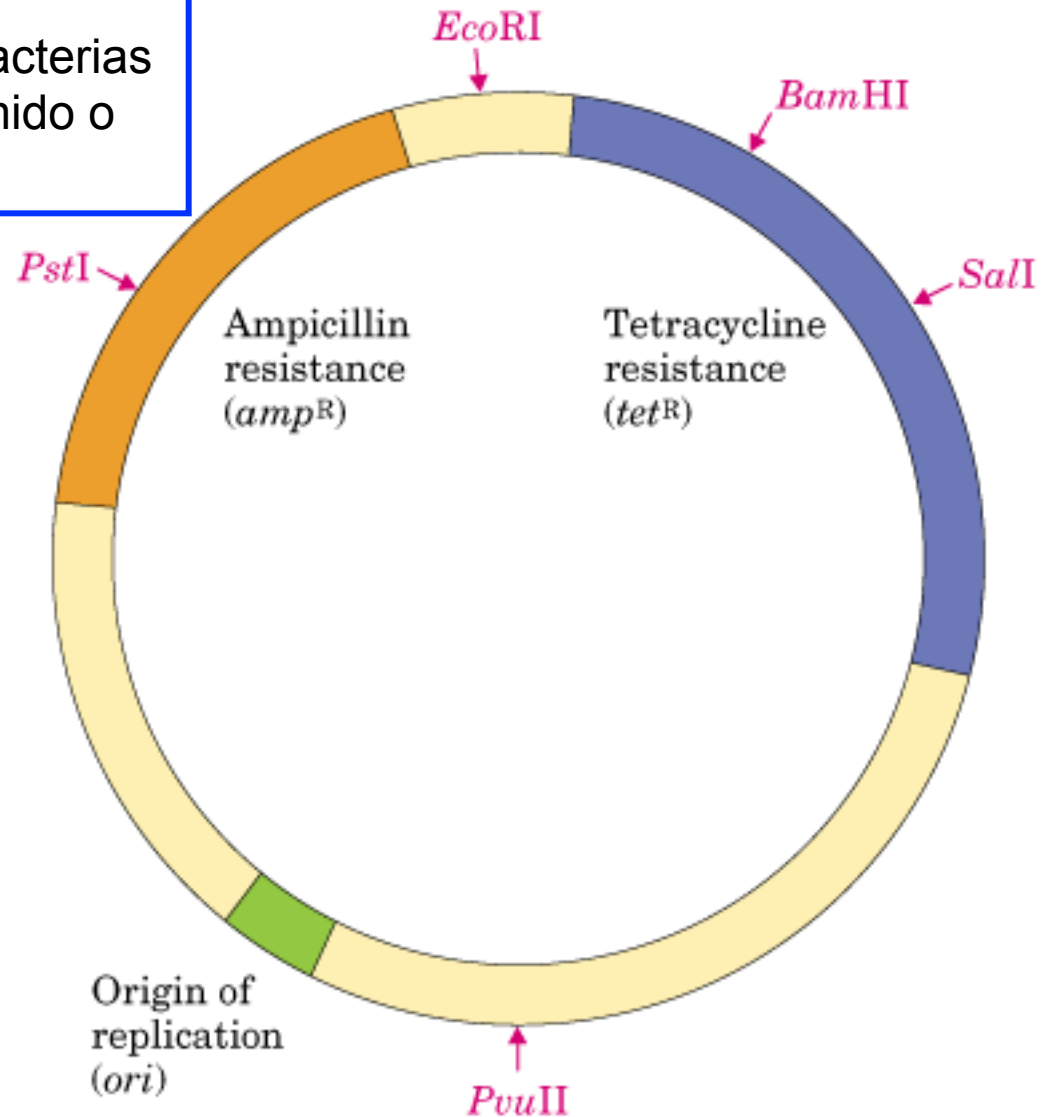 acterias
nido o
EcoRI
BamHI
PstI
SalI
Ampicillin
resistance
(ampᴿ)
Tetracycline
resistance
(tetᴿ)
Origin of
replication
(ori)
PvuII